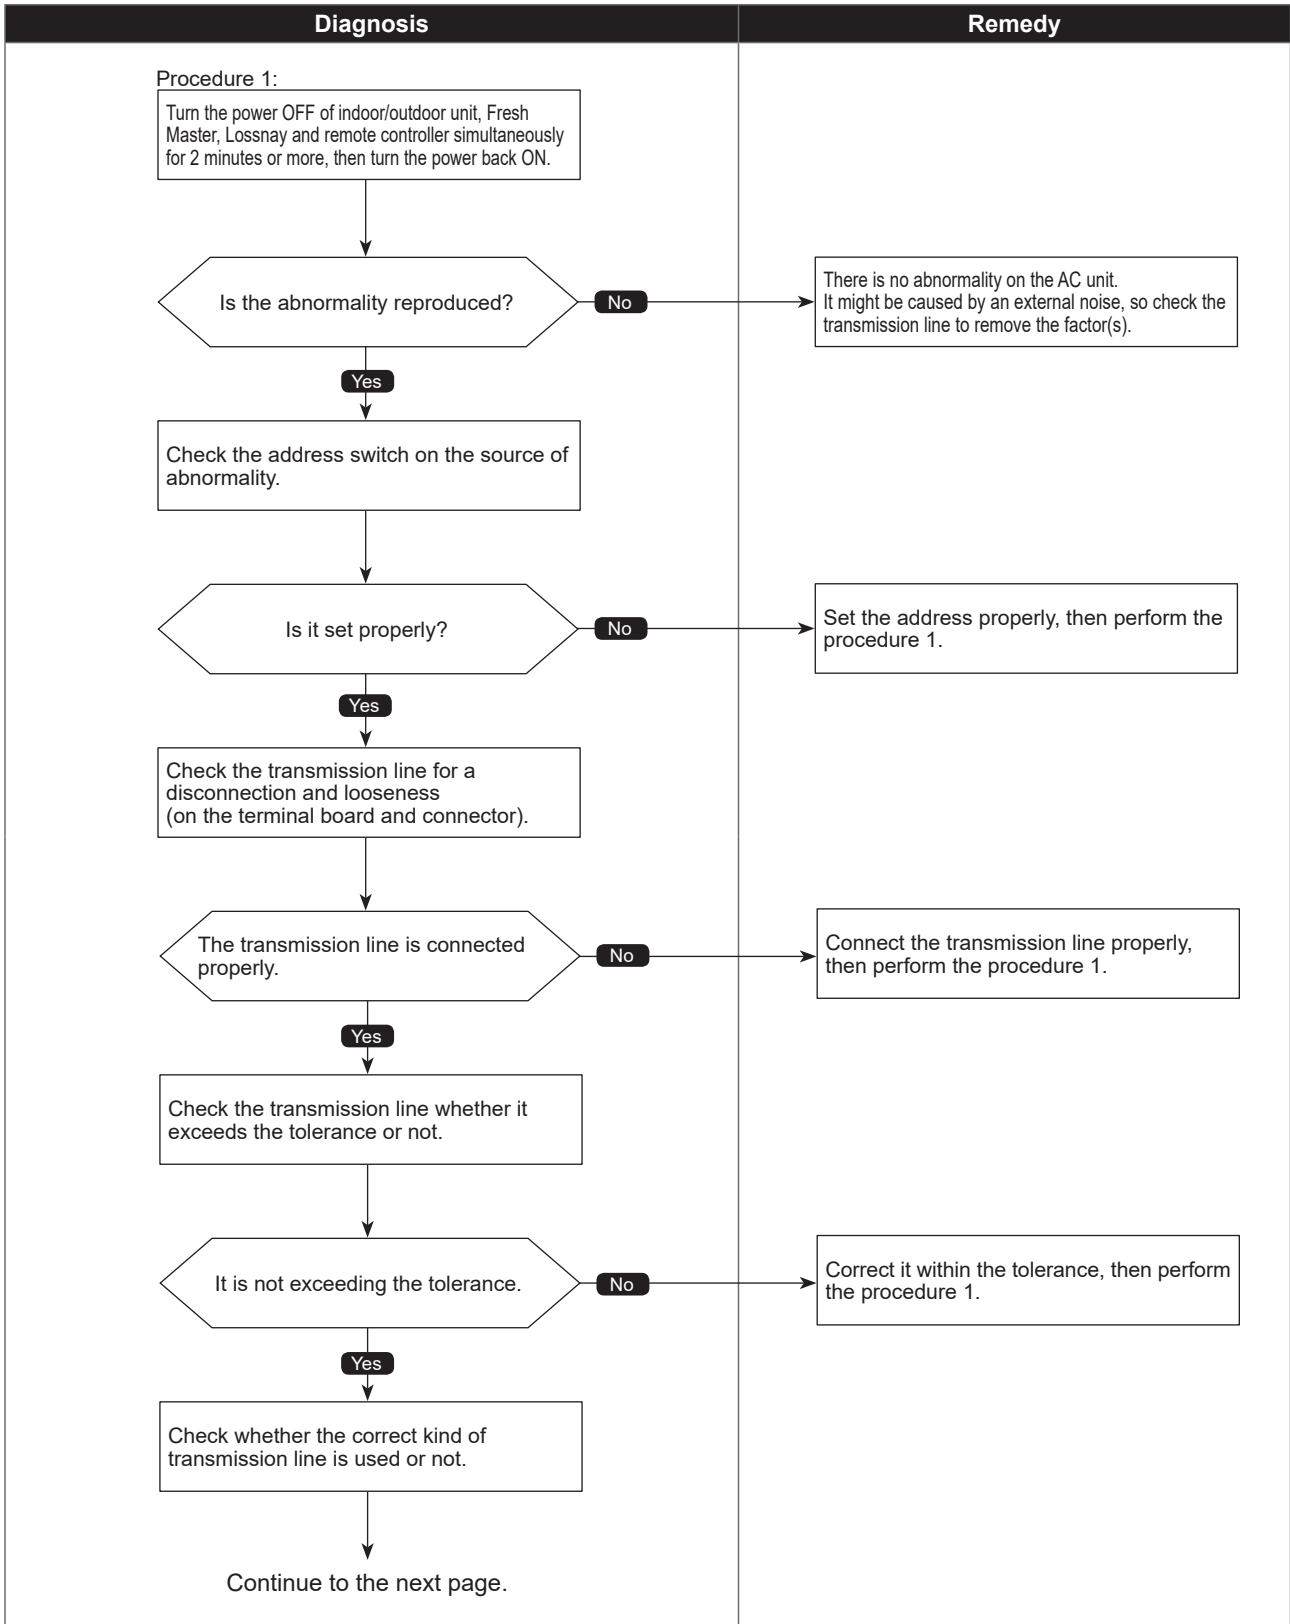 Diagnosis
Remedy
Procedure 1:
Turn the power OFF of indoor/outdoor unit, Fresh
Master, Lossnay and remote controller simultaneously
for 2 minutes or more, then turn the power back ON.
Is the abnormality reproduced?
No
There is no abnormality on the AC unit.
It might be caused by an external noise, so check the
transmission line to remove the factor(s).
Yes
Check the address switch on the source of
abnormality.
Is it set properly?
No
Set the address properly, then perform the
procedure 1.
Yes
Check the transmission line for a
disconnection and looseness
(on the terminal board and connector).
The transmission line is connected
properly.
No
Connect the transmission line properly,
then perform the procedure 1.
Yes
Check the transmission line whether it
exceeds the tolerance or not.
It is not exceeding the tolerance.
No
Correct it within the tolerance, then perform
the procedure 1.
Yes
Check whether the correct kind of
transmission line is used or not.
Continue to the next page.